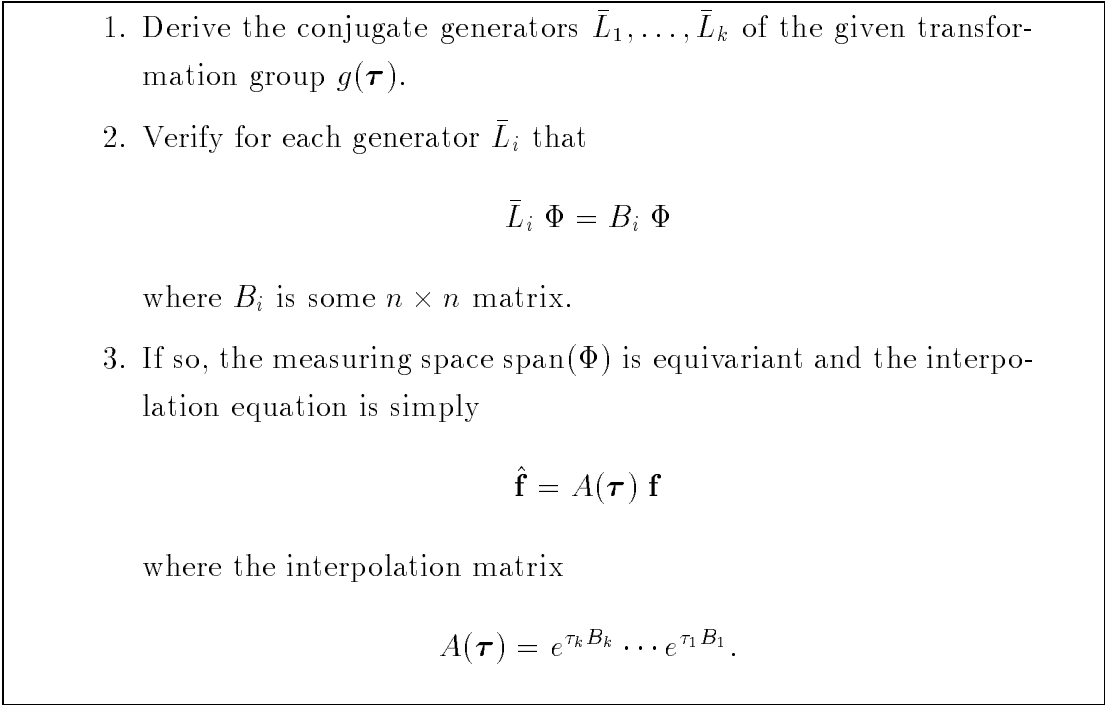 1. Derive the conjugate generators L̄₁, . . . , L̄ₖ of the given transfor-
mation group g(𝝉).
2. Verify for each generator L̄ᵢ that
L̄ᵢ Φ = Bᵢ Φ
where Bᵢ is some n × n matrix.
3. If so, the measuring space span(Φ) is equivariant and the interpo-
lation equation is simply
𝐟̂ = A(𝝉) 𝐟
where the interpolation matrix
A(𝝉) = e^{τₖBₖ} · · · e^{τ₁B₁}.